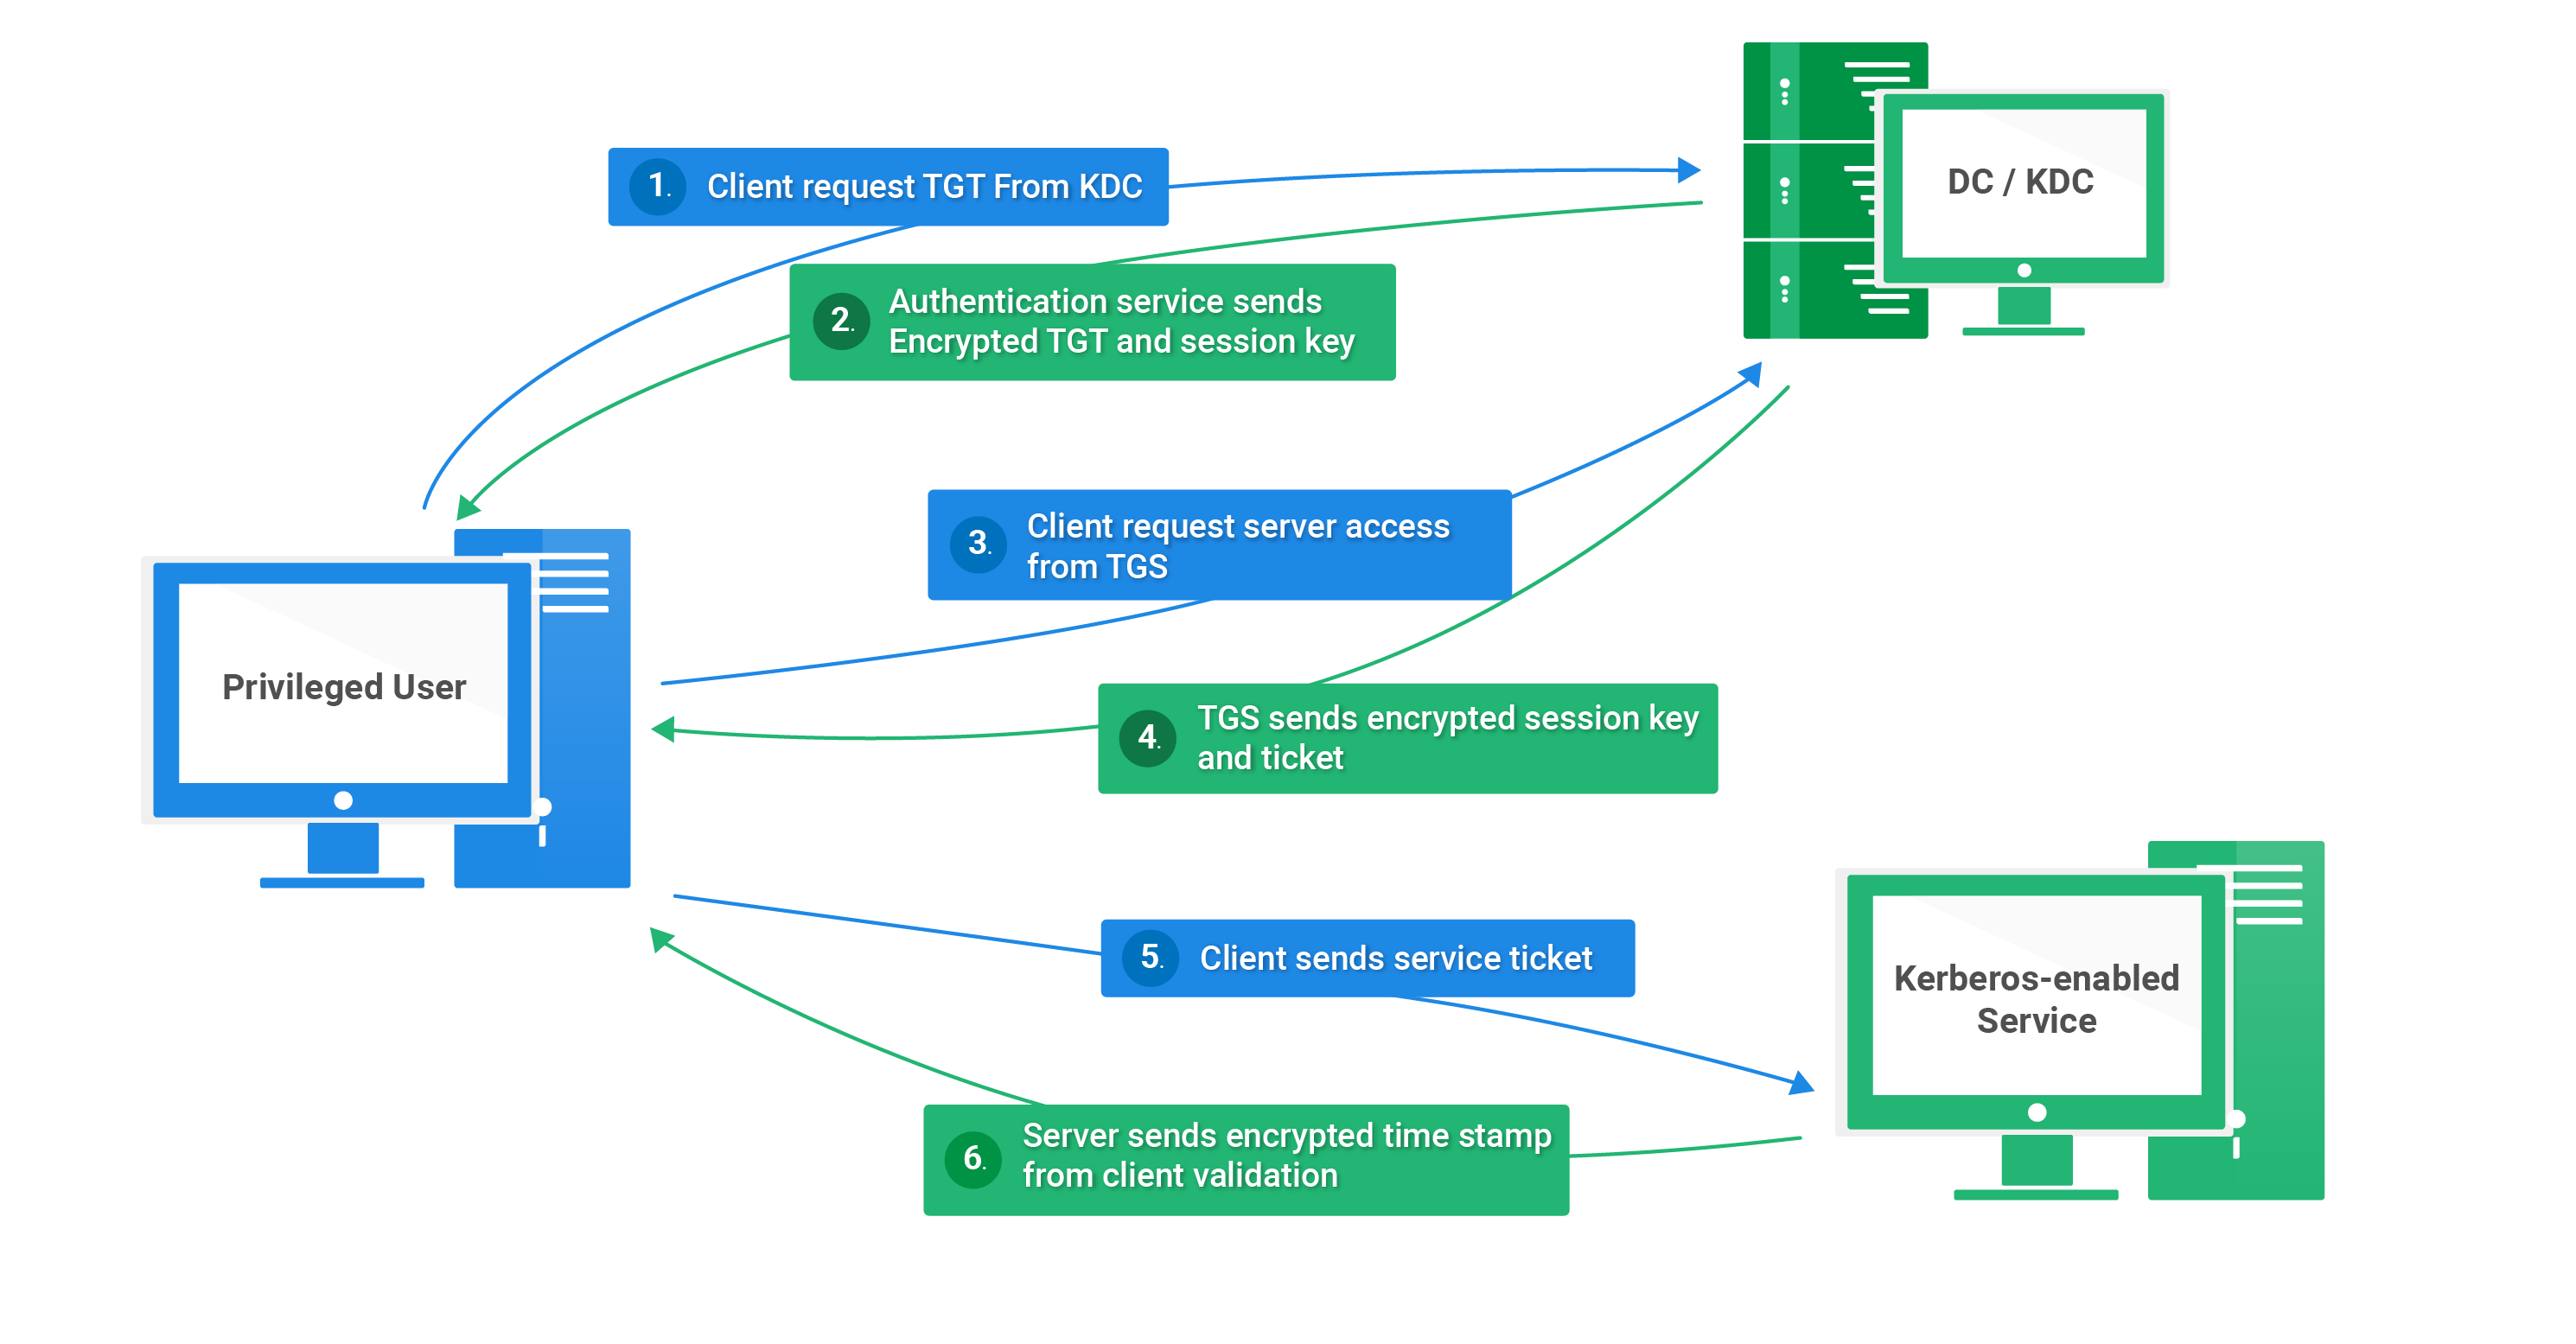 1. Client request TGT From KDC
DC / KDC
2. Authentication service sends
Encrypted TGT and session key
3. Client request server access
from TGS
Privileged User
4. TGS sends encrypted session key
and ticket
5. Client sends service ticket
Kerberos-enabled
Service
6. Server sends encrypted time stamp
from client validation